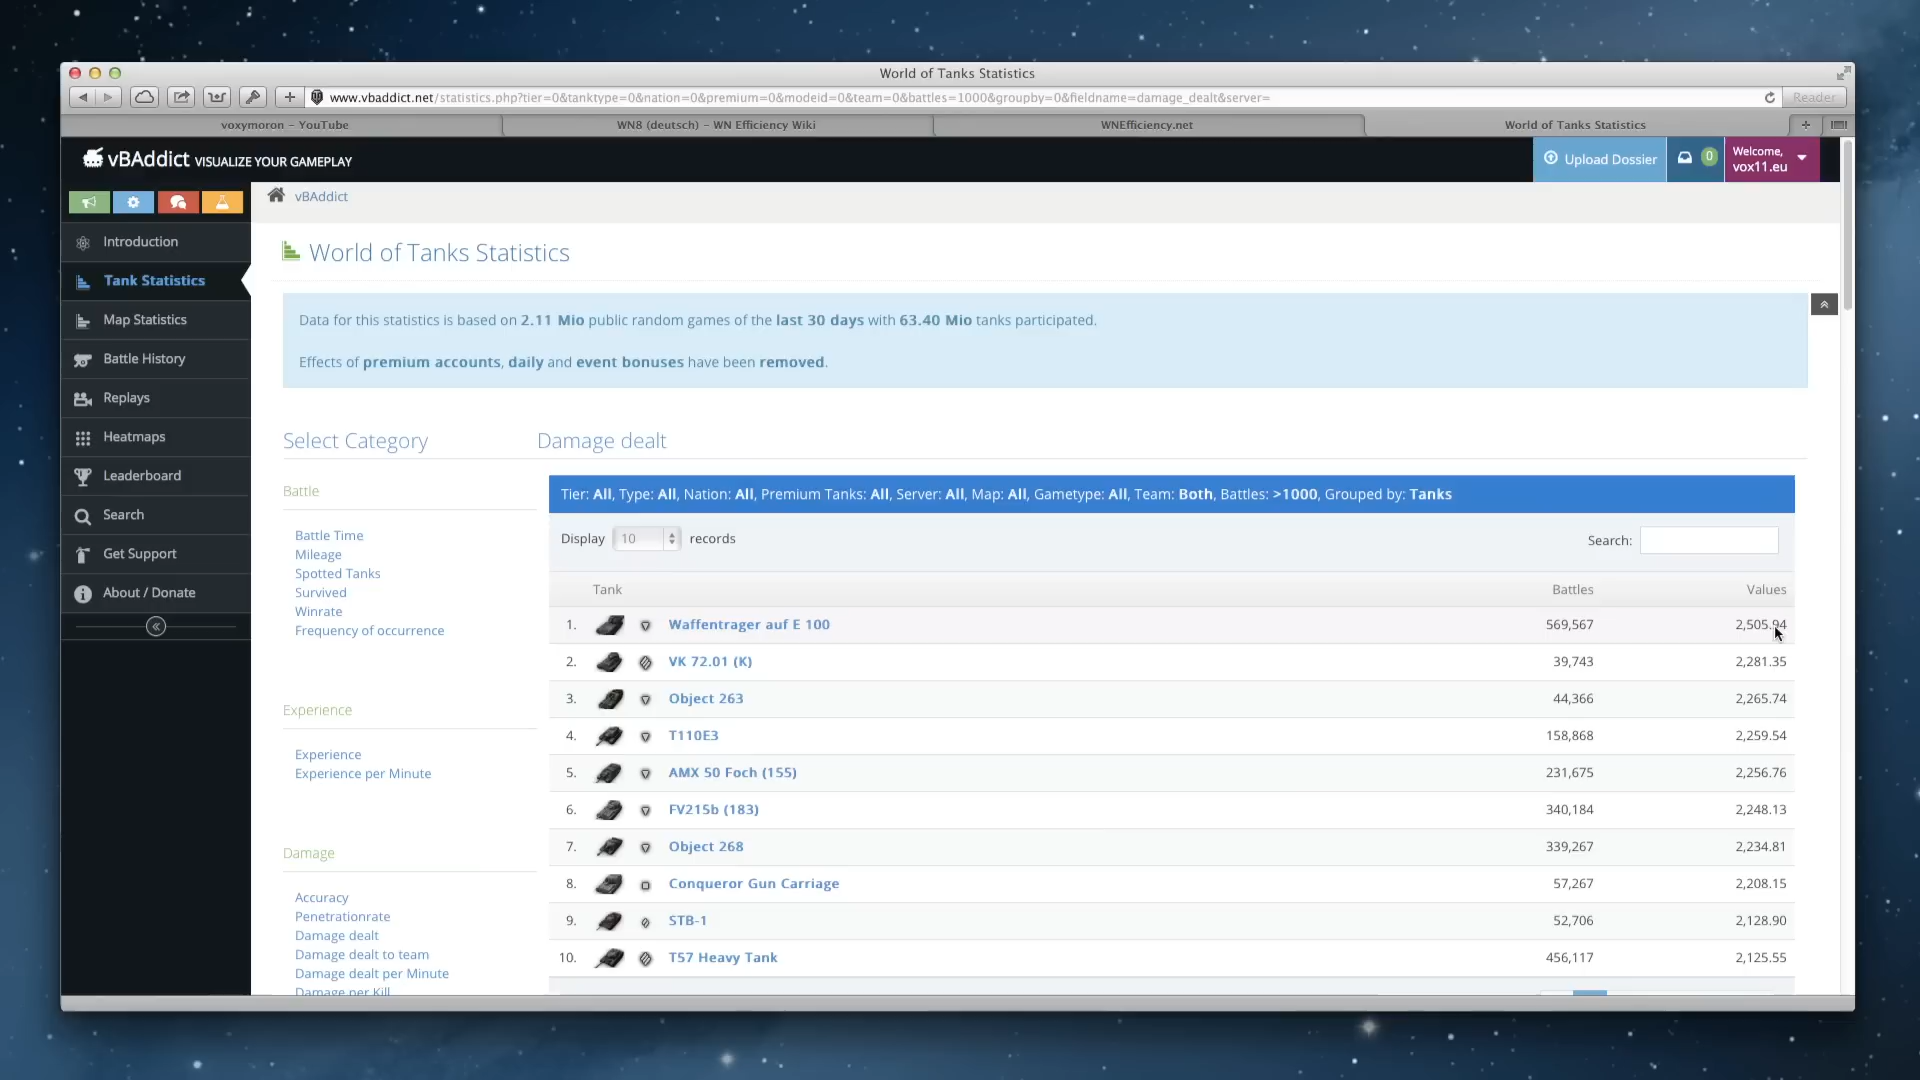 World of Tanks Statistics
www.vbaddict.net/statistics.php?tier=0&tanktype=0&nation=0&premium=0&modeid=0&team=0&battles=1000&groupby=0&fieldname=damage_dealt&server=
Reader
voxymoron – YouTube
WN8 (deutsch) – WN Efficiency Wiki
WNEfficiency.net
World of Tanks Statistics
vBAddict VISUALIZE YOUR GAMEPLAY
Upload Dossier
0
Welcome,
vox11.eu
vBAddict
Introduction
Tank Statistics
Map Statistics
Battle History
Replays
Heatmaps
Leaderboard
Search
Get Support
About / Donate
World of Tanks Statistics
Data for this statistics is based on 2.11 Mio public random games of the last 30 days with 63.40 Mio tanks participated.
Effects of premium accounts, daily and event bonuses have been removed.
Select Category
Battle
Battle Time
Mileage
Spotted Tanks
Survived
Winrate
Frequency of occurrence
Experience
Experience
Experience per Minute
Damage
Accuracy
Penetrationrate
Damage dealt
Damage dealt to team
Damage dealt per Minute
Damage per Kill
Damage dealt
Tier: All, Type: All, Nation: All, Premium Tanks: All, Server: All, Map: All, Gametype: All, Team: Both, Battles: >1000, Grouped by: Tanks
Display 10 records
Search:
Tank Battles Values
1. Waffentrager auf E 100 569,567 2,505.94
2. VK 72.01 (K) 39,743 2,281.35
3. Object 263 44,366 2,265.74
4. T110E3 158,868 2,259.54
5. AMX 50 Foch (155) 231,675 2,256.76
6. FV215b (183) 340,184 2,248.13
7. Object 268 339,267 2,234.81
8. Conqueror Gun Carriage 57,267 2,208.15
9. STB-1 52,706 2,128.90
10. T57 Heavy Tank 456,117 2,125.55